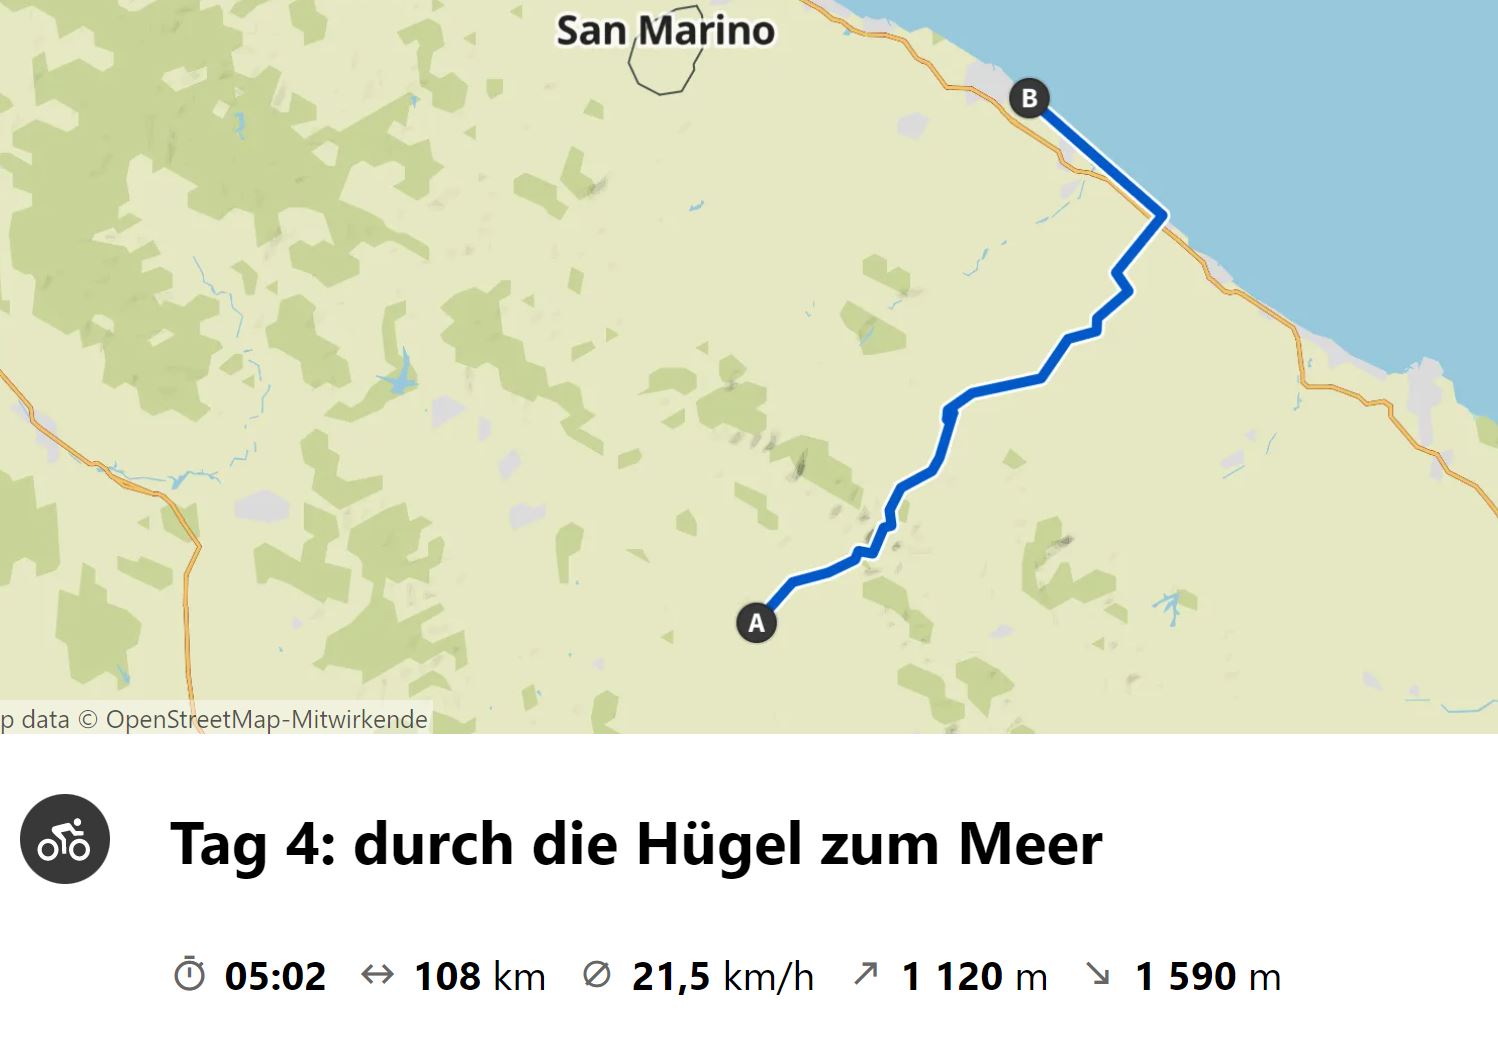 San Marino
B
A
p data © OpenStreetMap-Mitwirkende
Tag 4: durch die Hügel zum Meer
05:02 ↔ 108 km ∅ 21,5 km/h ↗ 1 120 m ↘ 1 590 m